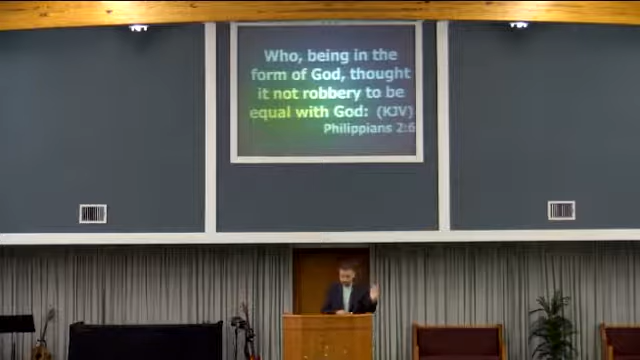 Who, being in the
form of God, thought
it not robbery to be
equal with God: (KJV)
Philippians 2:6